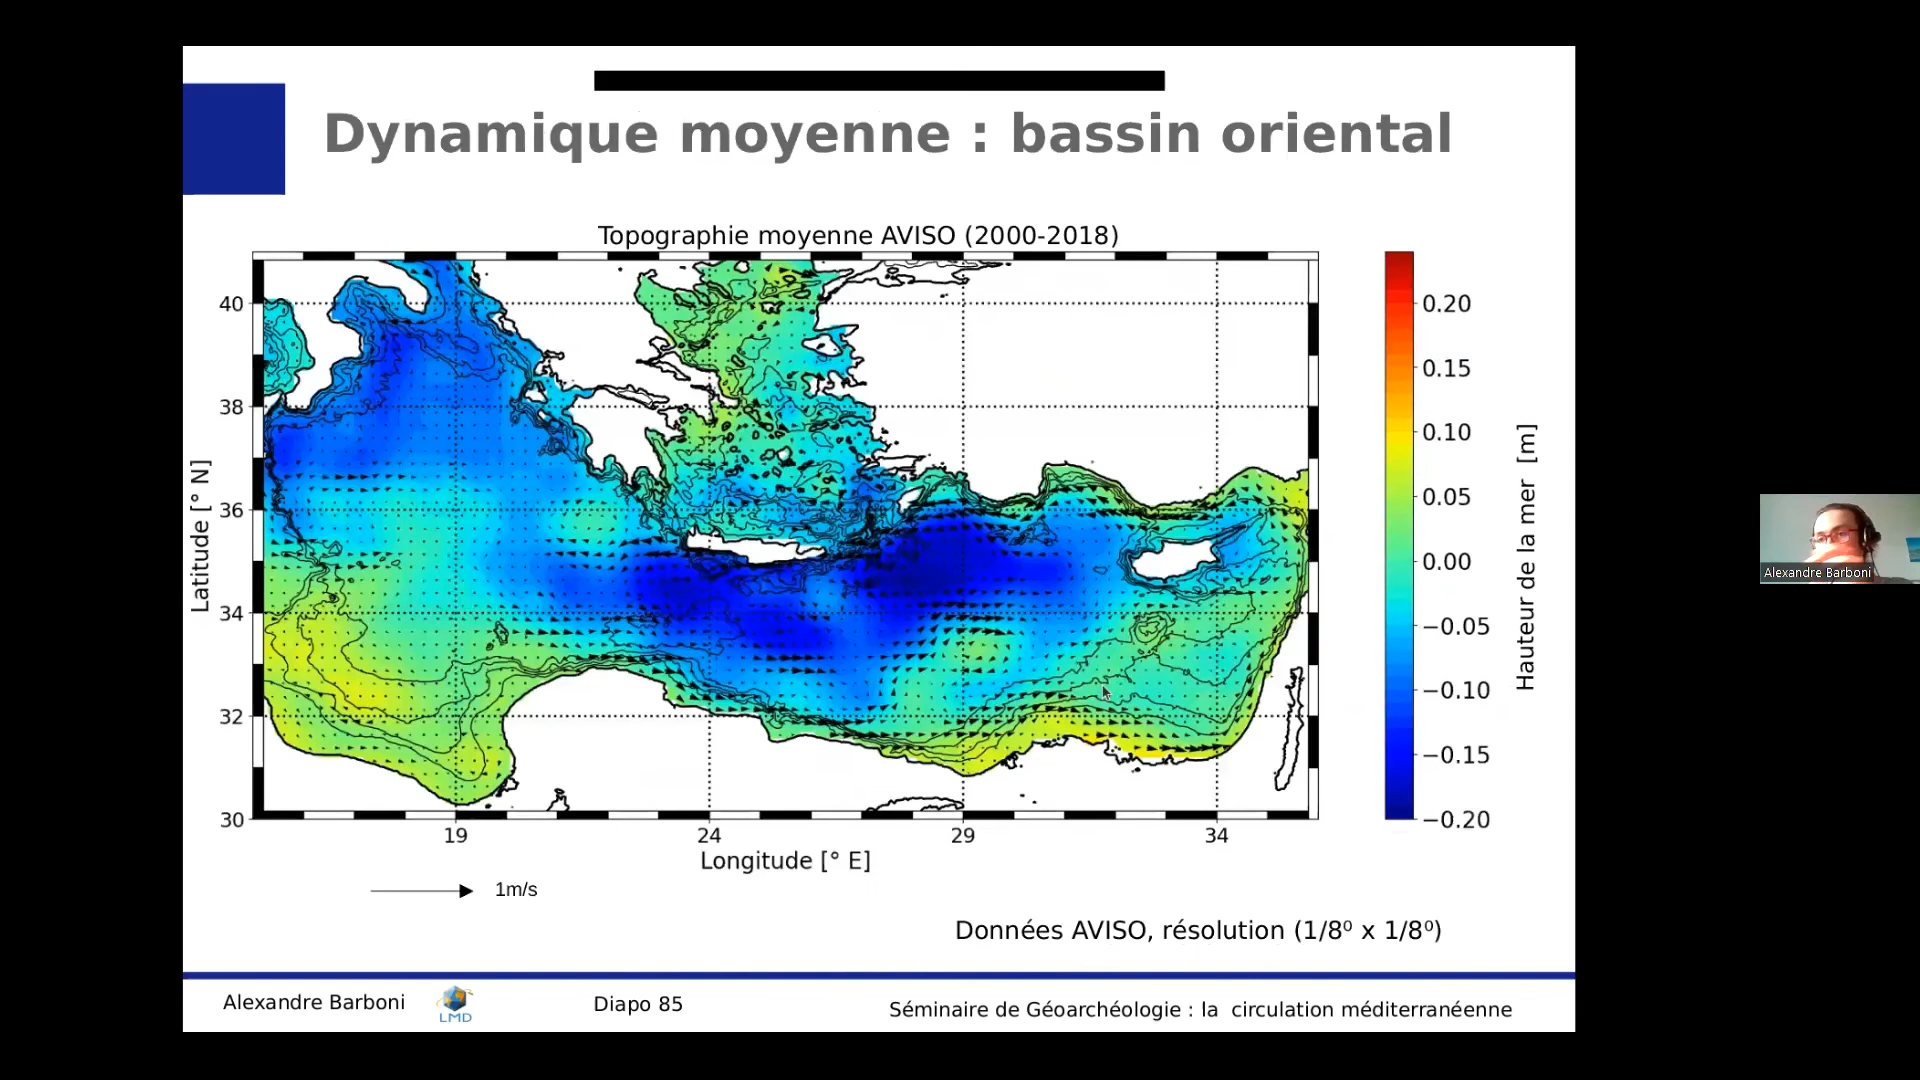 Dynamique moyenne : bassin oriental
Topographie moyenne AVISO (2000-2018)
40
38
36
34
32
30
Latitude [° N]
19
24
29
34
Longitude [° E]
0.20
0.15
0.10
0.05
0.00
−0.05
−0.10
−0.15
−0.20
Hauteur de la mer [m]
1m/s
Données AVISO, résolution (1/8⁰ x 1/8⁰)
Alexandre Barboni
LMD
Diapo 85
Séminaire de Géoarchéologie : la circulation méditerranéenne
Alexandre Barboni